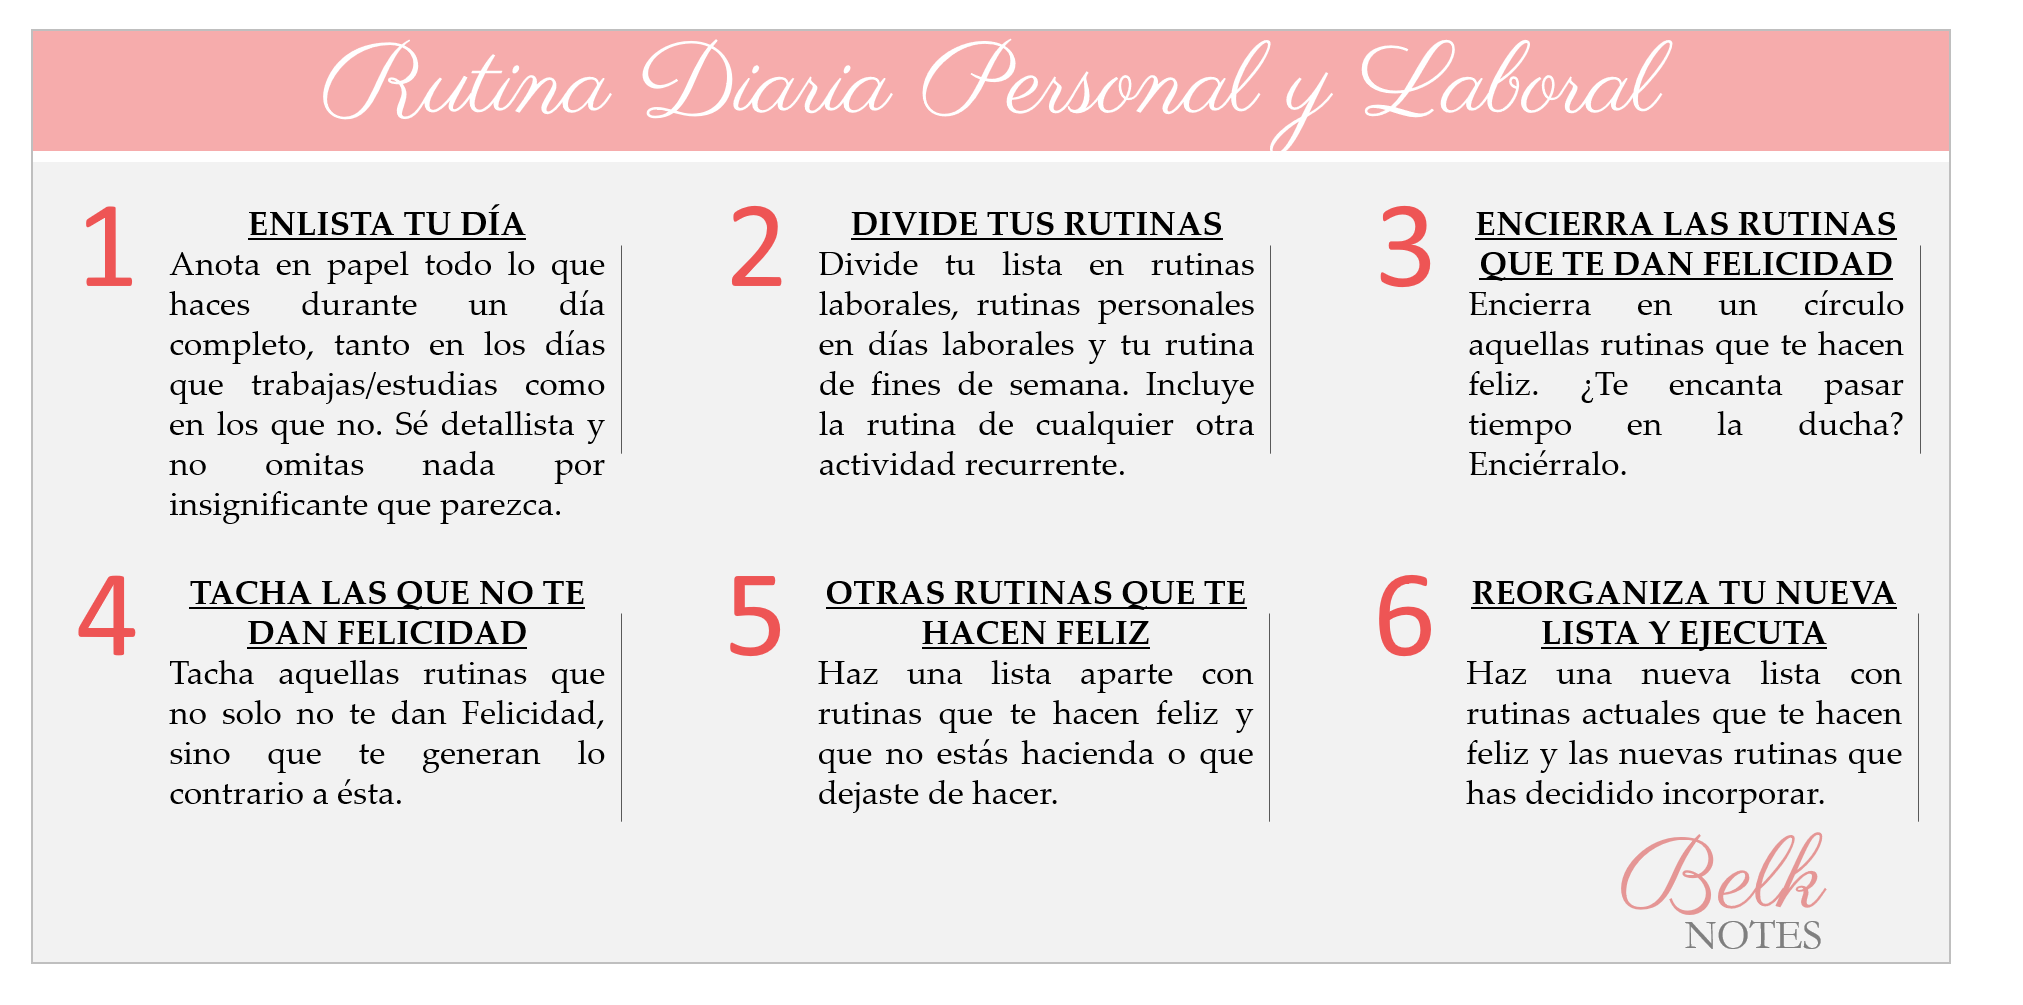 Rutina Diaria Personal y Laboral
1
ENLISTA TU DÍA
Anota en papel todo lo que
haces durante un día
completo, tanto en los días
que trabajas/estudias como
en los que no. Sé detallista y
no omitas nada por
insignificante que parezca.
2
DIVIDE TUS RUTINAS
Divide tu lista en rutinas
laborales, rutinas personales
en días laborales y tu rutina
de fines de semana. Incluye
la rutina de cualquier otra
actividad recurrente.
3
ENCIERRA LAS RUTINAS
QUE TE DAN FELICIDAD
Encierra en un círculo
aquellas rutinas que te hacen
feliz. ¿Te encanta pasar
tiempo en la ducha?
Enciérralo.
4
TACHA LAS QUE NO TE
DAN FELICIDAD
Tacha aquellas rutinas que
no solo no te dan Felicidad,
sino que te generan lo
contrario a ésta.
5
OTRAS RUTINAS QUE TE
HACEN FELIZ
Haz una lista aparte con
rutinas que te hacen feliz y
que no estás hacienda o que
dejaste de hacer.
6
REORGANIZA TU NUEVA
LISTA Y EJECUTA
Haz una nueva lista con
rutinas actuales que te hacen
feliz y las nuevas rutinas que
has decidido incorporar.
Belk
NOTES